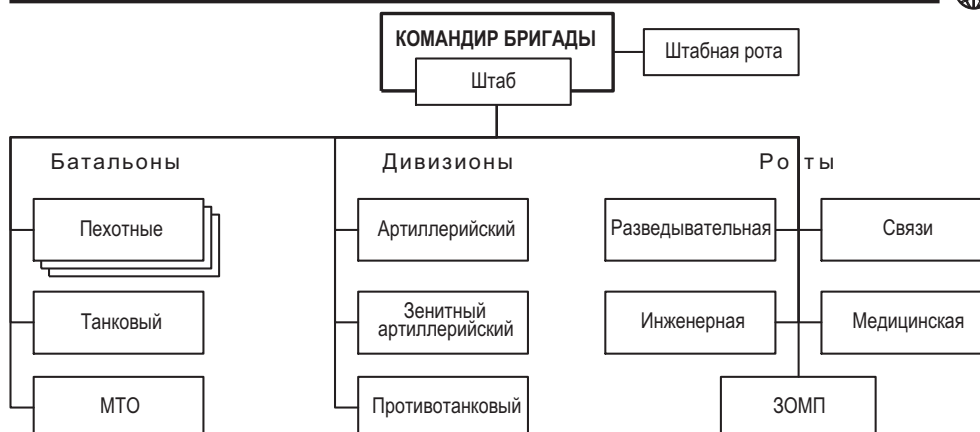 КОМАНДИР БРИГАДЫ
Штаб
Штабная рота
Батальоны
Дивизионы
Роты
Пехотные
Артиллерийский
Разведывательная
Связи
Танковый
Зенитный
артиллерийский
Инженерная
Медицинская
МТО
Противотанковый
ЗОМП